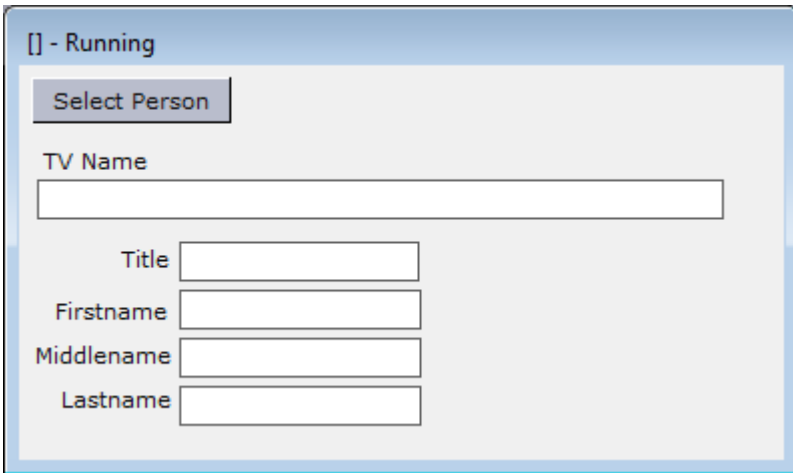 [] - Running
Select Person
TV Name
Title
Firstname
Middlename
Lastname